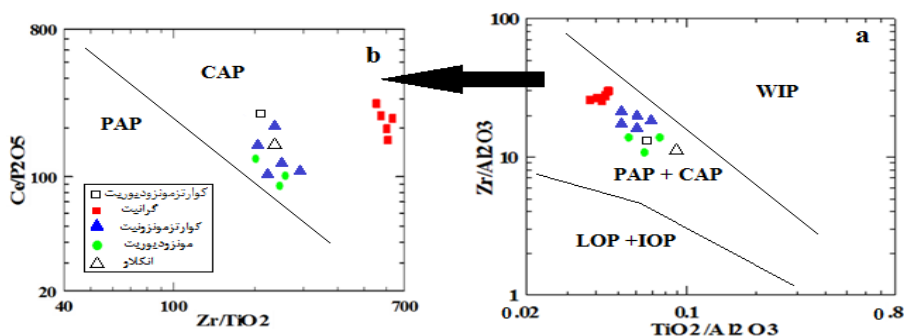 b
800
CAP
PAP
100
20
Ce/P2O5
40
100
700
Zr/TiO2
کوارتزمونزودیوریت
گرانیت
کوارتزمونزونیت
مونزودیوریت
انکلاو
a
100
WIP
10
PAP + CAP
LOP +IOP
1
Zr/Al2O3
0.02
0.1
0.8
TiO2/Al2O3